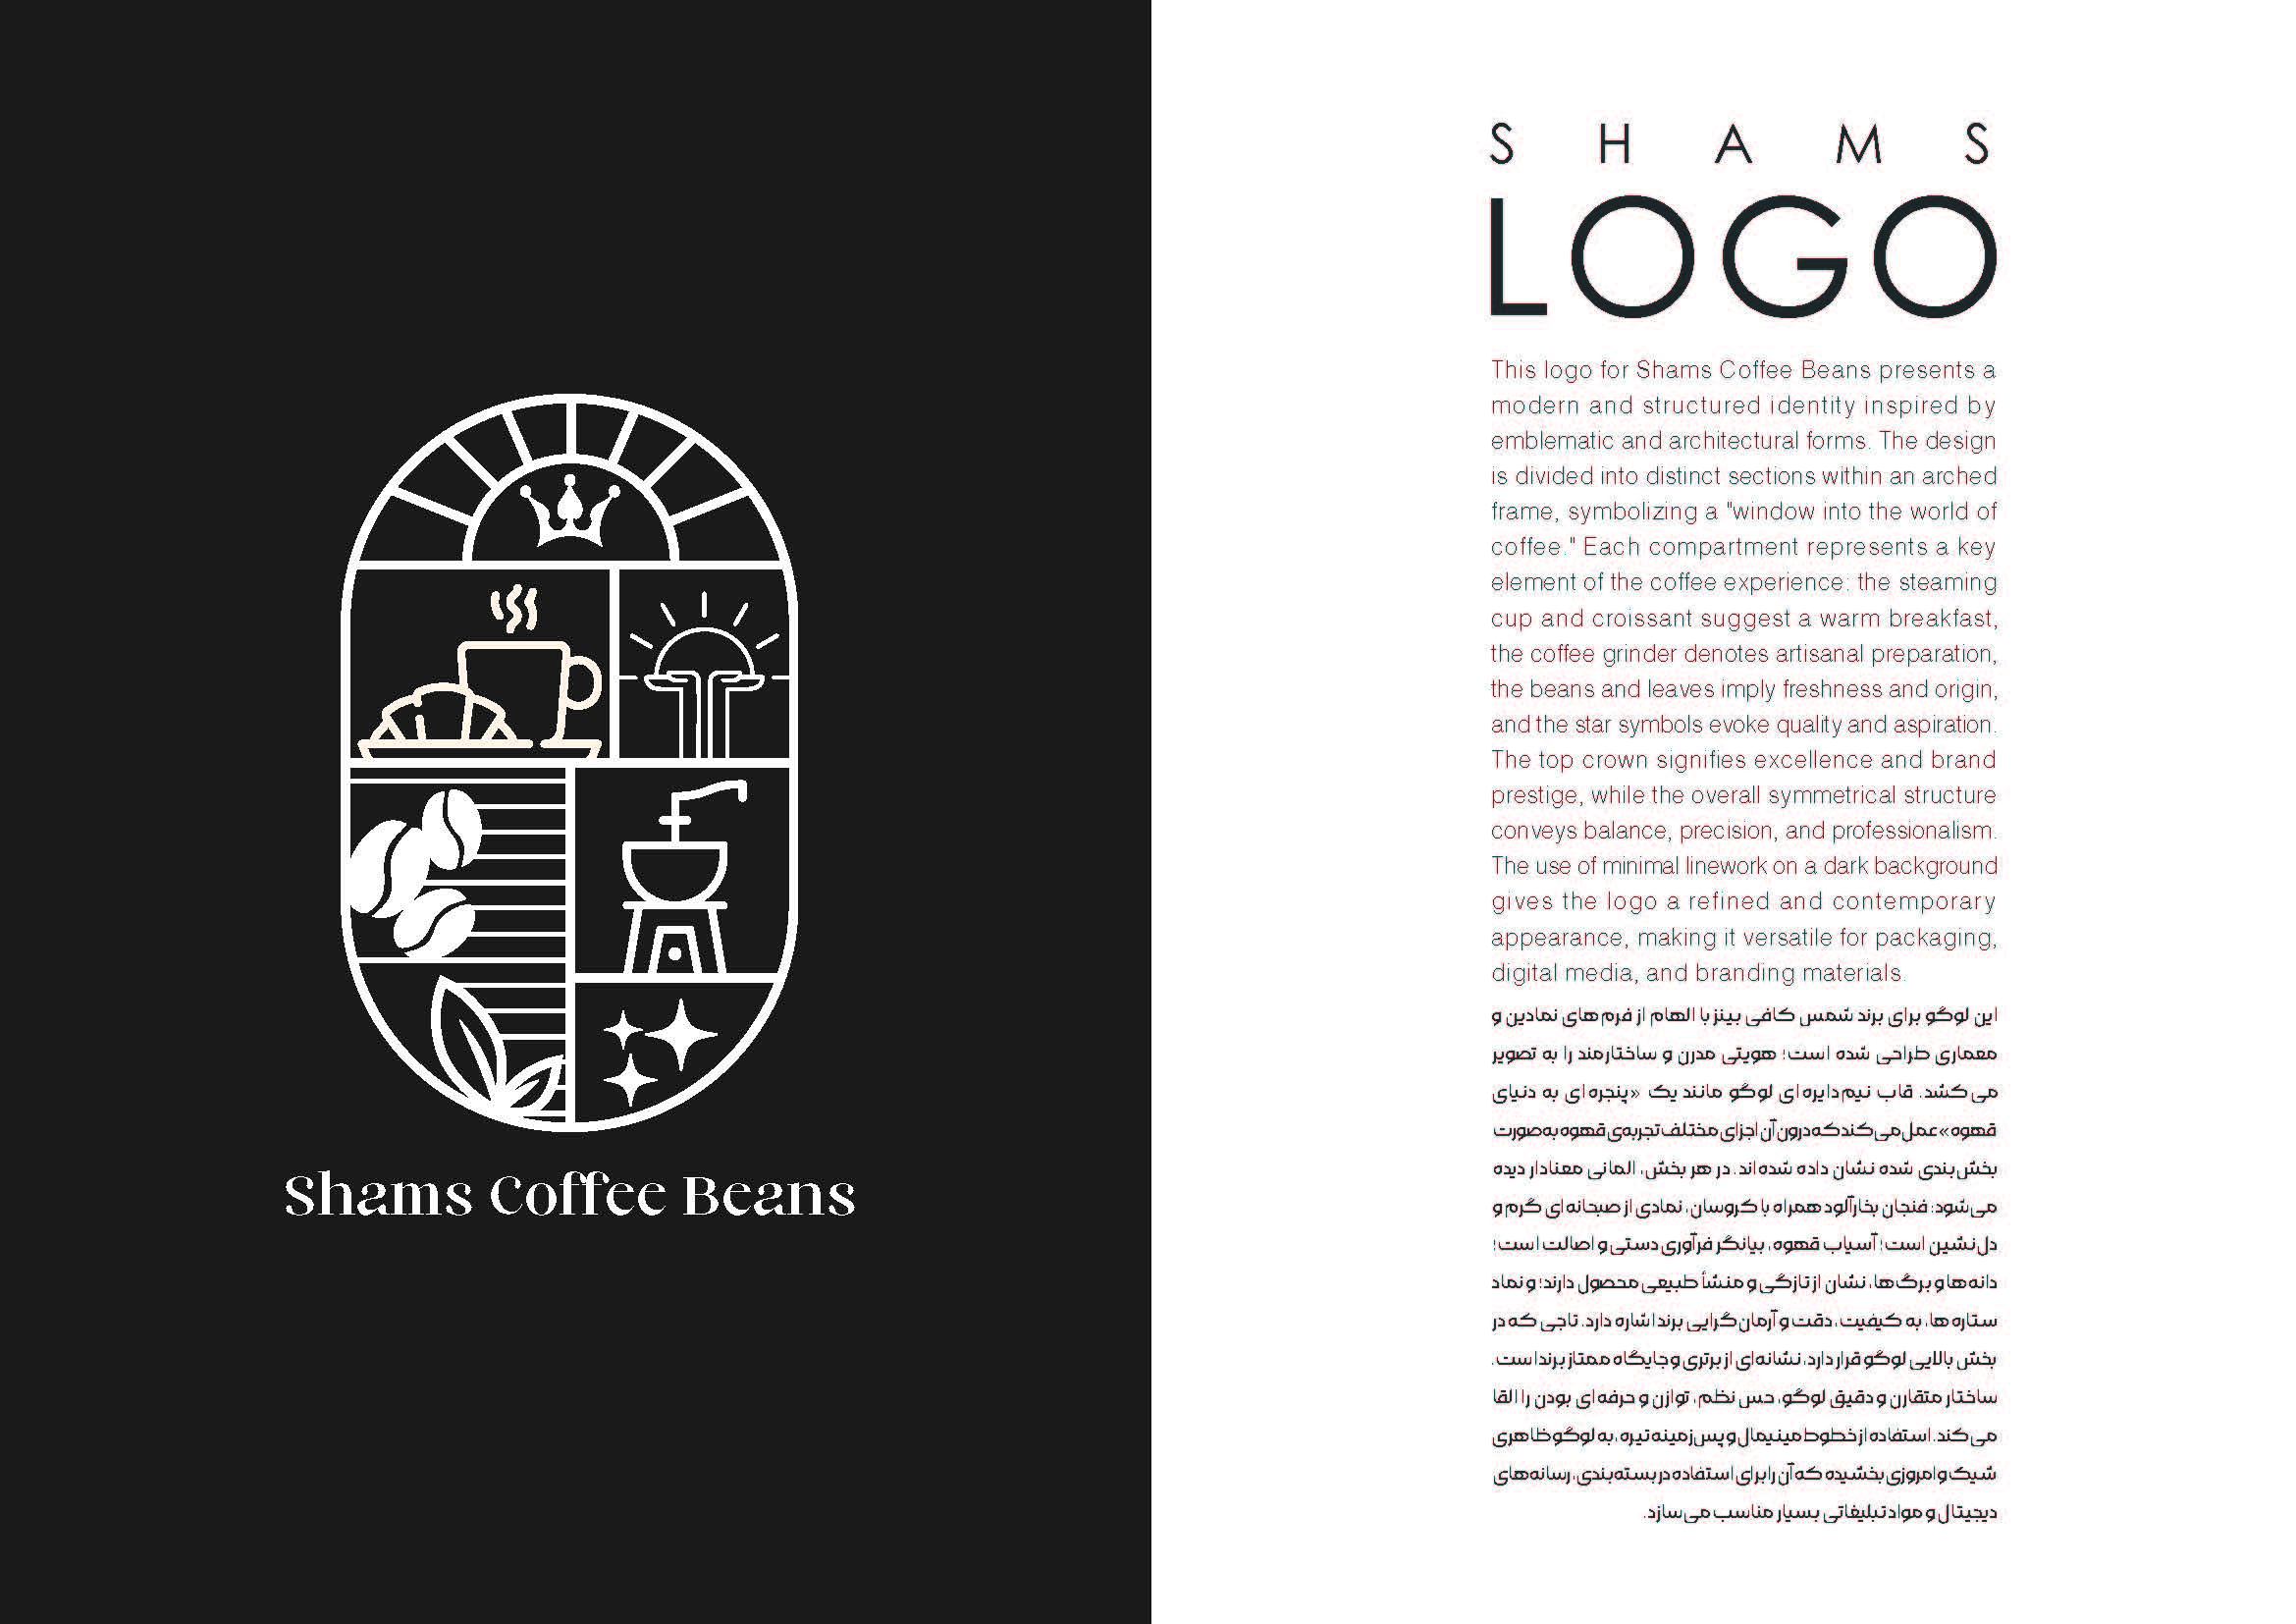 Shams Coffee Beans
SHAMS
LOGO
This logo for Shams Coffee Beans presents a
modern and structured identity inspired by
emblematic and architectural forms. The design
is divided into distinct sections within an arched
frame, symbolizing a "window into the world of
coffee." Each compartment represents a key
element of the coffee experience: the steaming
cup and croissant suggest a warm breakfast,
the coffee grinder denotes artisanal preparation,
the beans and leaves imply freshness and origin,
and the star symbols evoke quality and aspiration.
The top crown signifies excellence and brand
prestige, while the overall symmetrical structure
conveys balance, precision, and professionalism.
The use of minimal linework on a dark background
gives the logo a refined and contemporary
appearance, making it versatile for packaging,
digital media, and branding materials.
این لوگو برای برند شمس کافی بینز با الهام از فرم های نمادین و
معماری طراحی شده است؛ هویتی مدرن و ساختارمند را به تصویر
می کشد. قاب نیم دایره ای لوگو مانند یک «پنجره ای به دنیای
قهوه» عمل می کند که درون آن اجزای مختلف تجربه‌ی قهوه به صورت
بخش بندی شده نشان داده شده اند. در هر بخش، المانی معنادار دیده
می شود: فنجان بخارآلود همراه با کروسان، نمادی از صبحانه ای گرم و
دل نشین است؛ آسیاب قهوه، بیانگر فرآوری دستی و اصالت است؛
دانه ها و برگ ها، نشان از تازگی و منشأ طبیعی محصول دارند؛ و نماد
ستاره ها، به کیفیت، دقت و آرمان گرایی برند اشاره دارد. تاجی که در
بخش بالایی لوگو قرار دارد، نشانه ای از برتری و جایگاه ممتاز برند است.
ساختار متقارن و دقیق لوگو، حس نظم، توازن و حرفه ای بودن را القا
می کند. استفاده از خطوط مینیمال و پس زمینه تیره، به لوگو ظاهری
شیک و امروزی بخشیده که آن را برای استفاده در بسته بندی، رسانه های
دیجیتال و مواد تبلیغاتی بسیار مناسب می سازد.